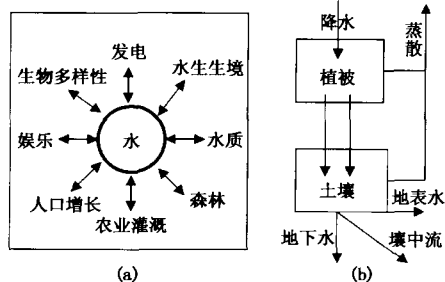 发电
生物多样性
水生生境
娱乐
水
水质
人口增长
森林
农业灌溉
(a)
降水
蒸散
植被
土壤
地表水
地下水
壤中流
(b)